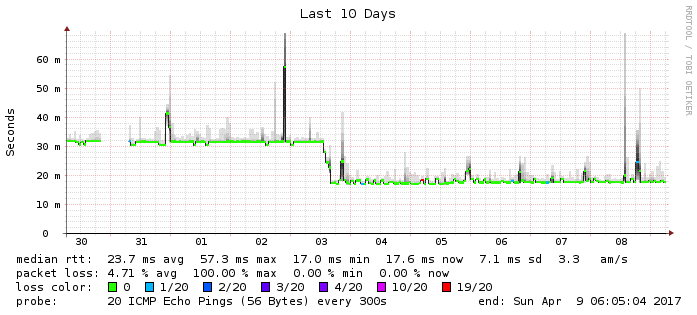 Last 10 Days
RRDTOOL / TOBI OETIKER
Seconds
60 m
50 m
40 m
30 m
20 m
10 m
0
30 31 01 02 03 04 05 06 07 08
median rtt: 23.7 ms avg 57.3 ms max 17.0 ms min 17.6 ms now 7.1 ms sd 3.3 am/s
packet loss: 4.71 % avg 100.00 % max 0.00 % min 0.00 % now
loss color: 0 1/20 2/20 3/20 4/20 10/20 19/20
probe: 20 ICMP Echo Pings (56 Bytes) every 300s end: Sun Apr 9 06:05:04 2017